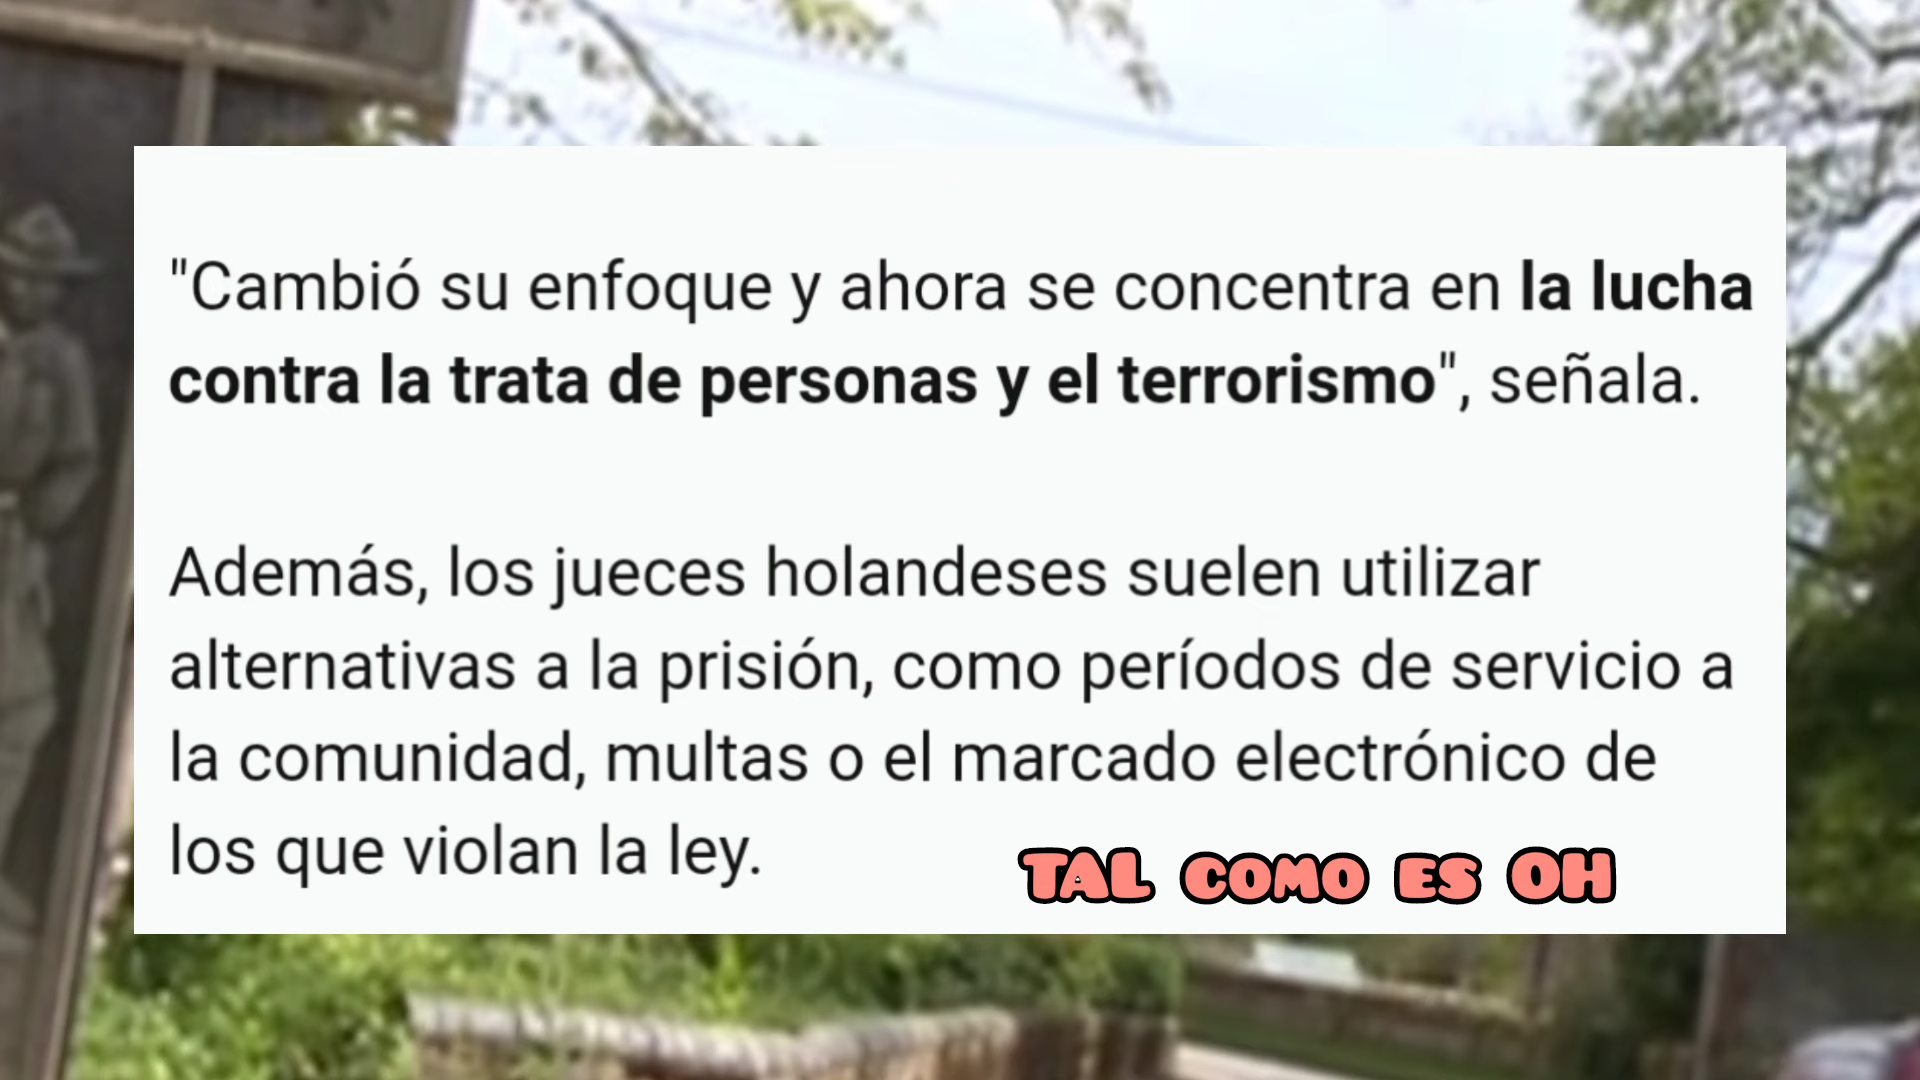 "Cambió su enfoque y ahora se concentra en la lucha
contra la trata de personas y el terrorismo", señala.
Además, los jueces holandeses suelen utilizar
alternativas a la prisión, como períodos de servicio a
la comunidad, multas o el marcado electrónico de
los que violan la ley.
TAL COMO ES OH